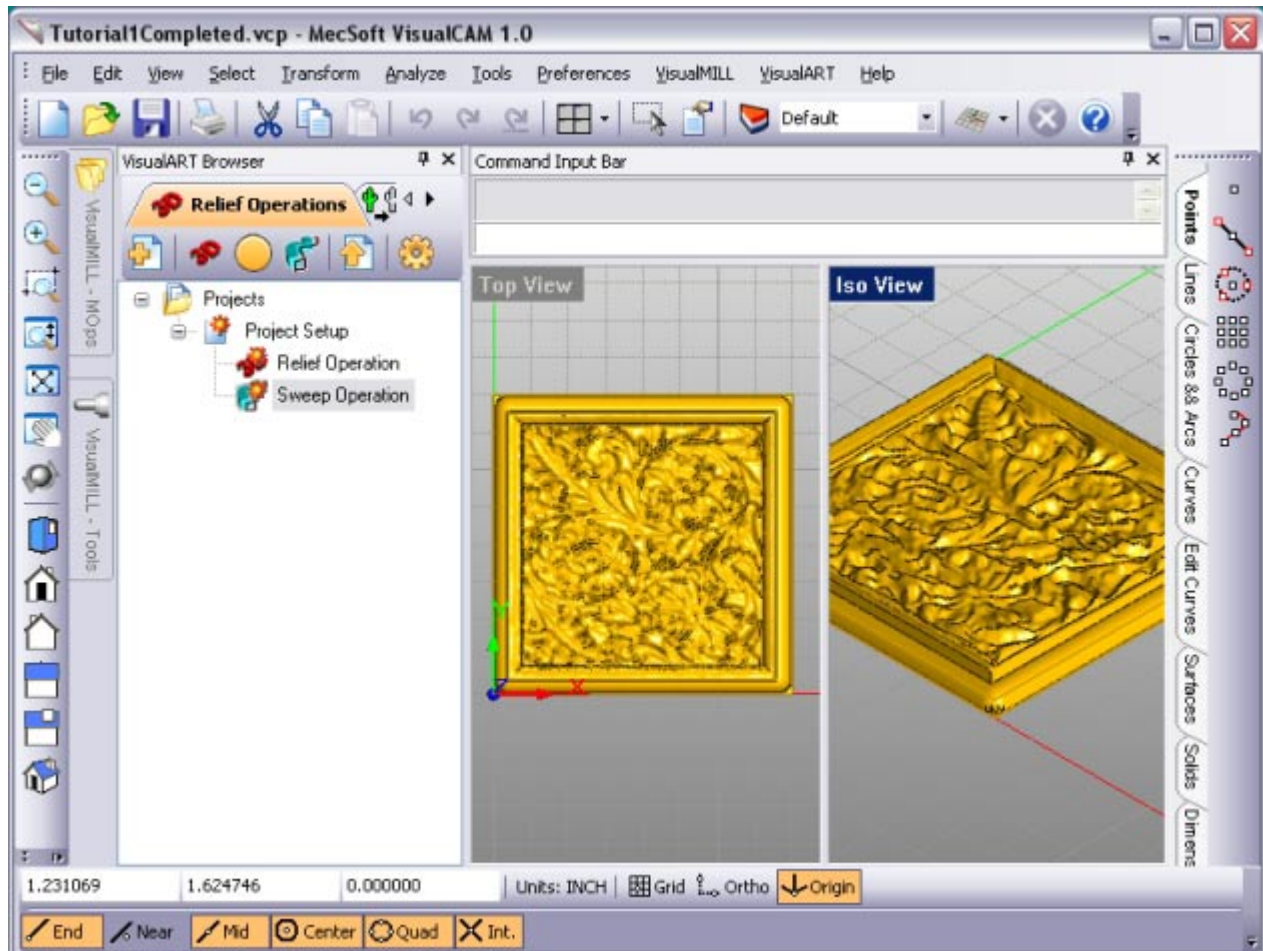 Tutorial1Completed.vcp - MecSoft VisualCAM 1.0
File Edit View Select Transform Analyze Tools Preferences VisualMILL VisualART Help
Default
VisualMILL - MOps
VisualMILL - Tools
VisualART Browser
Relief Operations
Projects
Project Setup
Relief Operation
Sweep Operation
Command Input Bar
Top View
Y
X
Iso View
Points
Lines
Circles && Arcs
Curves
Edit Curves
Surfaces
Solids
Dimens
1.231069 1.624746 0.000000 Units: INCH Grid Ortho Origin
End Near Mid Center Quad Int.